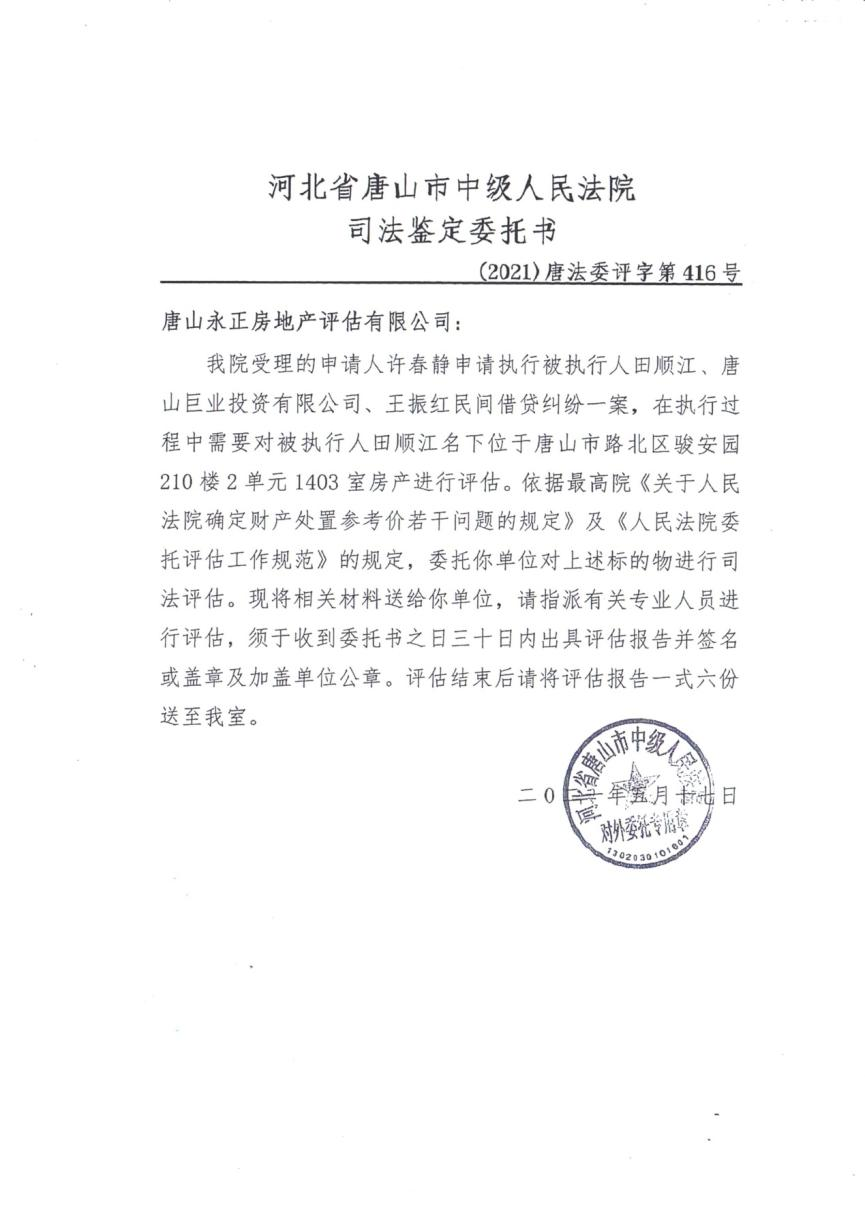 河北省唐山市中级人民法院
司法鉴定委托书
(2021)唐法委评字第 416 号
唐山永正房地产评估有限公司：
我院受理的申请人许春静申请执行被执行人田顺江、唐
山巨业投资有限公司、王振红民间借贷纠纷一案，在执行过
程中需要对被执行人田顺江名下位于唐山市路北区骏安园
210 楼 2 单元 1403 室房产进行评估。依据最高院《关于人民
法院确定财产处置参考价若干问题的规定》及《人民法院委
托评估工作规范》的规定，委托你单位对上述标的物进行司
法评估。现将相关材料送给你单位，请指派有关专业人员进
行评估，须于收到委托书之日三十日内出具评估报告并签名
或盖章及加盖单位公章。评估结束后请将评估报告一式六份
送至我室。
二0二一年五月十七日
河北省唐山市中级人民法院
对外委托专用章
1302030101601